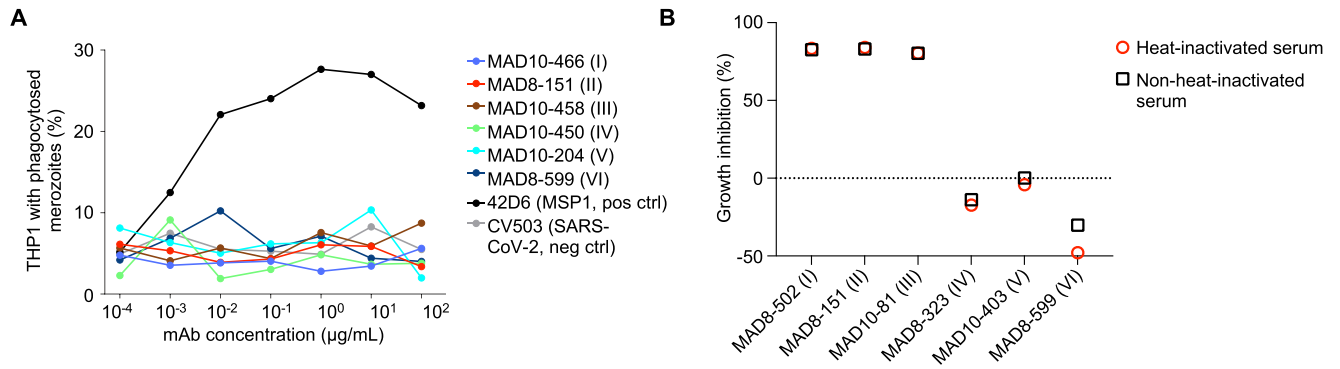 A
THP1 with phagocytosed
merozoites (%)
30
20
10
0
10⁻⁴
10⁻³
10⁻²
10⁻¹
10⁰
10¹
10²
mAb concentration (µg/mL)
MAD10-466 (I)
MAD8-151 (II)
MAD10-458 (III)
MAD10-450 (IV)
MAD10-204 (V)
MAD8-599 (VI)
42D6 (MSP1, pos ctrl)
CV503 (SARS-
CoV-2, neg ctrl)
B
Growth inhibition (%)
100
50
0
-50
MAD8-502 (I)
MAD8-151 (II)
MAD10-81 (III)
MAD8-323 (IV)
MAD10-403 (V)
MAD8-599 (VI)
Heat-inactivated serum
Non-heat-inactivated
serum